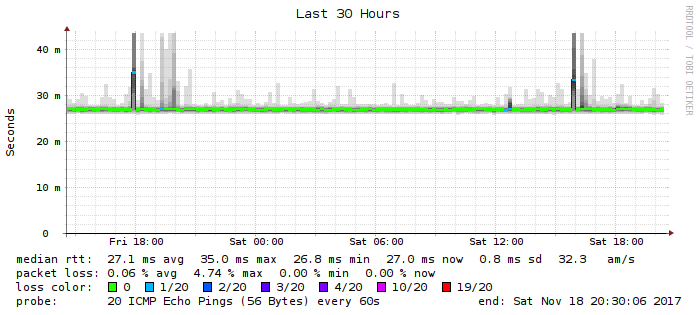 Last 30 Hours
RRDTOOL / TOBI OETIKER
Seconds
40 m
30 m
20 m
10 m
0
Fri 18:00 Sat 00:00 Sat 06:00 Sat 12:00 Sat 18:00
median rtt: 27.1 ms avg 35.0 ms max 26.8 ms min 27.0 ms now 0.8 ms sd 32.3 am/s
packet loss: 0.06 % avg 4.74 % max 0.00 % min 0.00 % now
loss color: 0 1/20 2/20 3/20 4/20 10/20 19/20
probe: 20 ICMP Echo Pings (56 Bytes) every 60s end: Sat Nov 18 20:30:06 2017